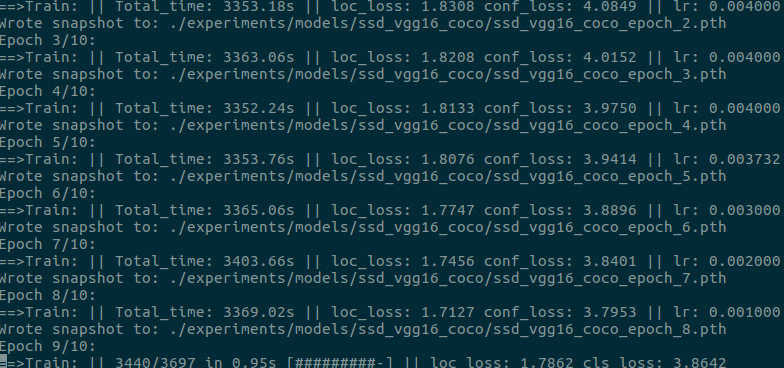 ==>Train: || Total_time: 3353.18s || loc_loss: 1.8308 conf_loss: 4.0849 || lr: 0.004000
Wrote snapshot to: ./experiments/models/ssd_vgg16_coco/ssd_vgg16_coco_epoch_2.pth
Epoch 3/10:
==>Train: || Total_time: 3363.06s || loc_loss: 1.8208 conf_loss: 4.0152 || lr: 0.004000
Wrote snapshot to: ./experiments/models/ssd_vgg16_coco/ssd_vgg16_coco_epoch_3.pth
Epoch 4/10:
==>Train: || Total_time: 3352.24s || loc_loss: 1.8133 conf_loss: 3.9750 || lr: 0.004000
Wrote snapshot to: ./experiments/models/ssd_vgg16_coco/ssd_vgg16_coco_epoch_4.pth
Epoch 5/10:
==>Train: || Total_time: 3353.76s || loc_loss: 1.8076 conf_loss: 3.9414 || lr: 0.003732
Wrote snapshot to: ./experiments/models/ssd_vgg16_coco/ssd_vgg16_coco_epoch_5.pth
Epoch 6/10:
==>Train: || Total_time: 3365.06s || loc_loss: 1.7747 conf_loss: 3.8896 || lr: 0.003000
Wrote snapshot to: ./experiments/models/ssd_vgg16_coco/ssd_vgg16_coco_epoch_6.pth
Epoch 7/10:
==>Train: || Total_time: 3403.66s || loc_loss: 1.7456 conf_loss: 3.8401 || lr: 0.002000
Wrote snapshot to: ./experiments/models/ssd_vgg16_coco/ssd_vgg16_coco_epoch_7.pth
Epoch 8/10:
==>Train: || Total_time: 3369.02s || loc_loss: 1.7127 conf_loss: 3.7953 || lr: 0.001000
Wrote snapshot to: ./experiments/models/ssd_vgg16_coco/ssd_vgg16_coco_epoch_8.pth
Epoch 9/10:
==>Train: || 3440/3697 in 0.95s [#########-] || loc_loss: 1.7862 cls_loss: 3.8642